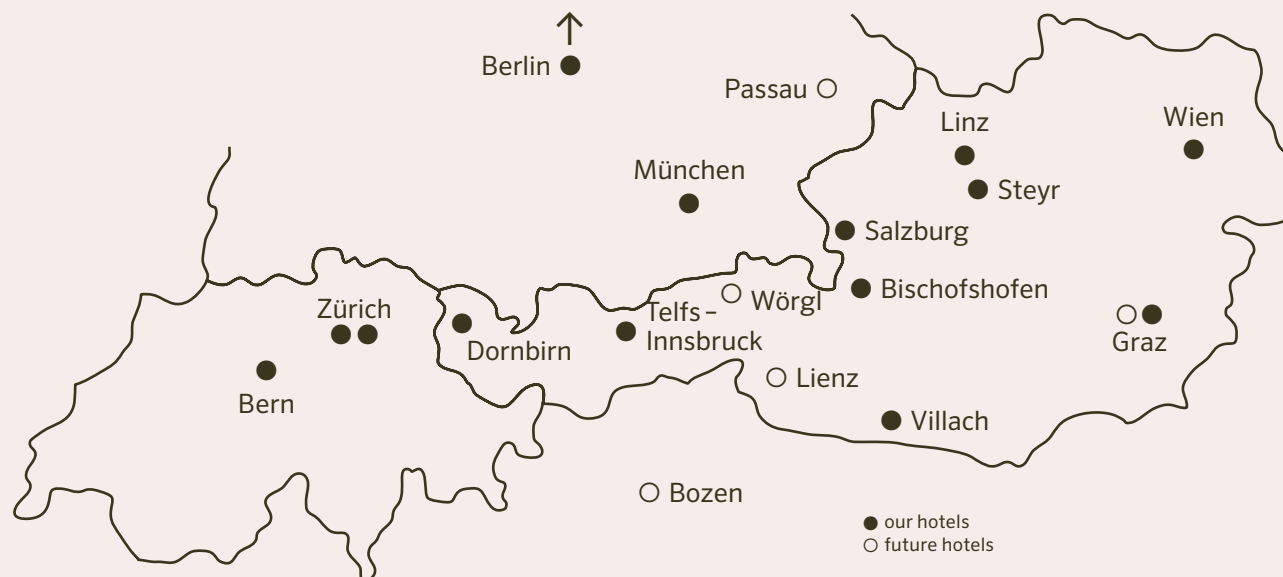 Berlin
Passau
Linz
Wien
München
Steyr
Salzburg
Bischofshofen
Wörgl
Zürich
Telfs –
Innsbruck
Dornbirn
Graz
Lienz
Bern
Villach
Bozen
our hotels
future hotels